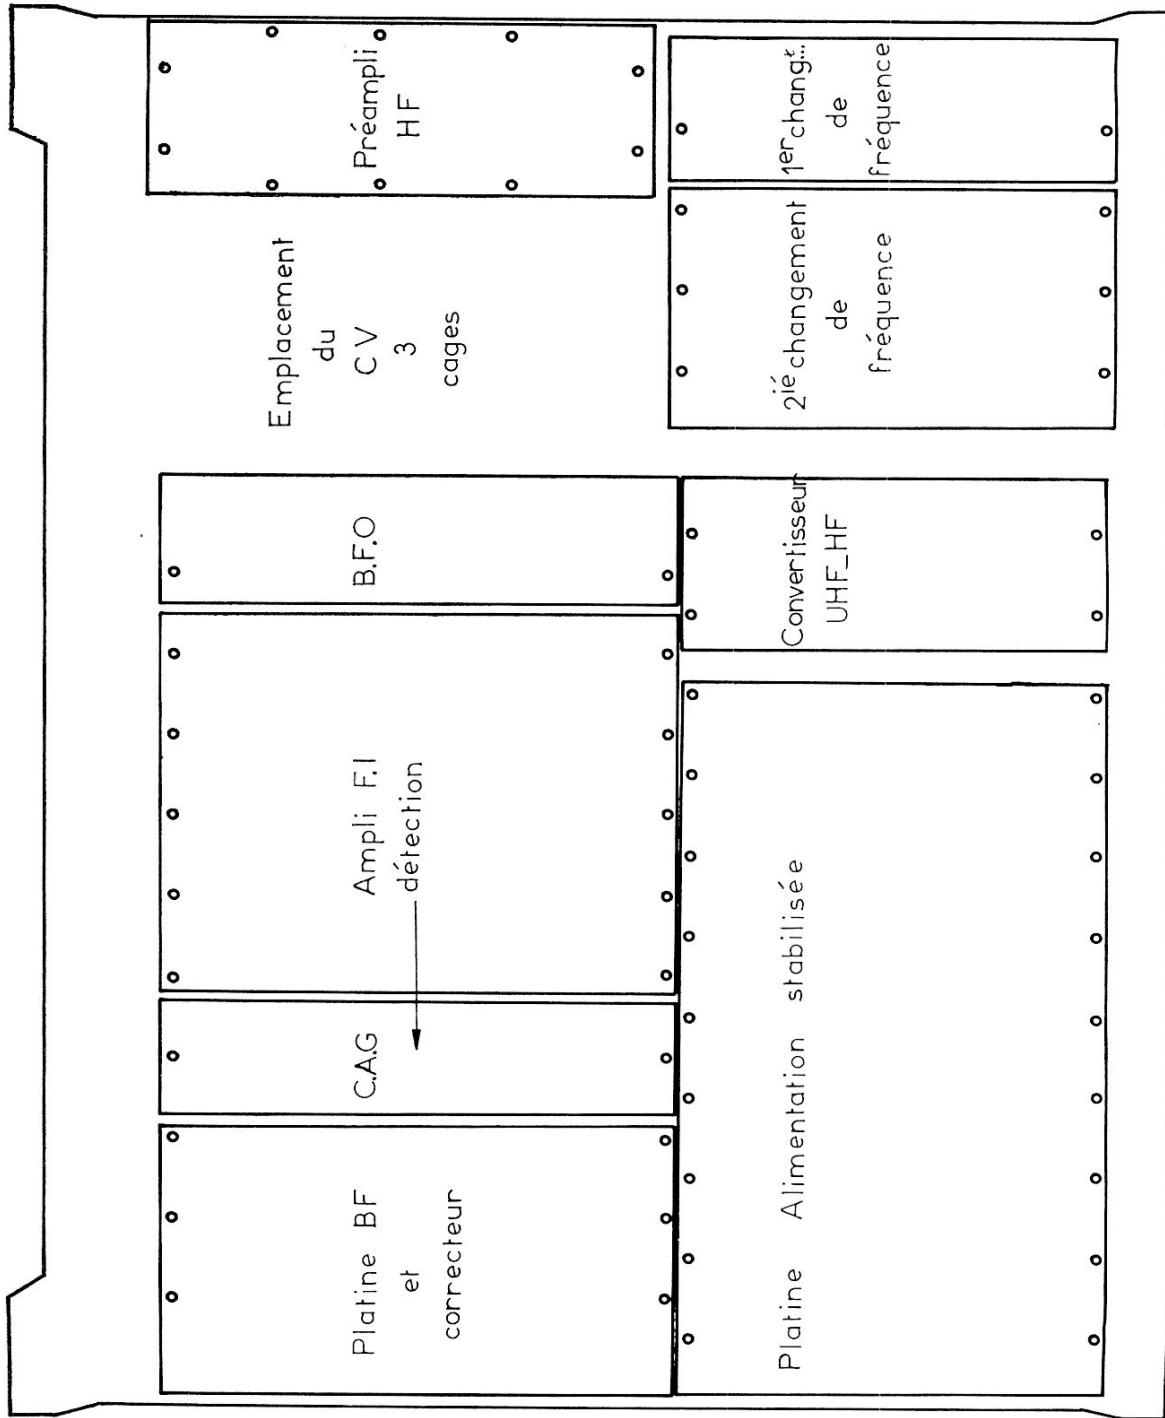 Platine BF
et
correcteur
C.A.G
Ampli F.I
détection
B.F.O
Emplacement
du
CV
3
cages
Préampli
HF
Platine Alimentation stabilisée
Convertisseur
UHF_HF
2ié changement
de
fréquence
1er changt...
de
fréquence